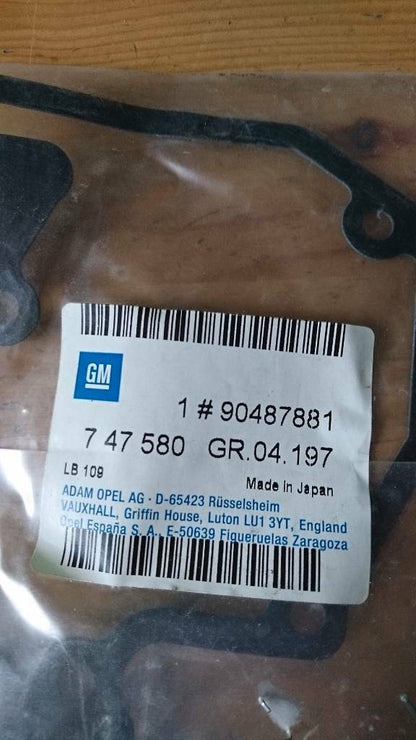 GM
1 # 90487881
7 47 580 GR.04.197
LB 109
Made in Japan
ADAM OPEL AG · D-65423 Rüsselsheim
VAUXHALL, Griffin House, Luton LU1 3YT, England
Opel España S. A., E-50639 Figueruelas Zaragoza